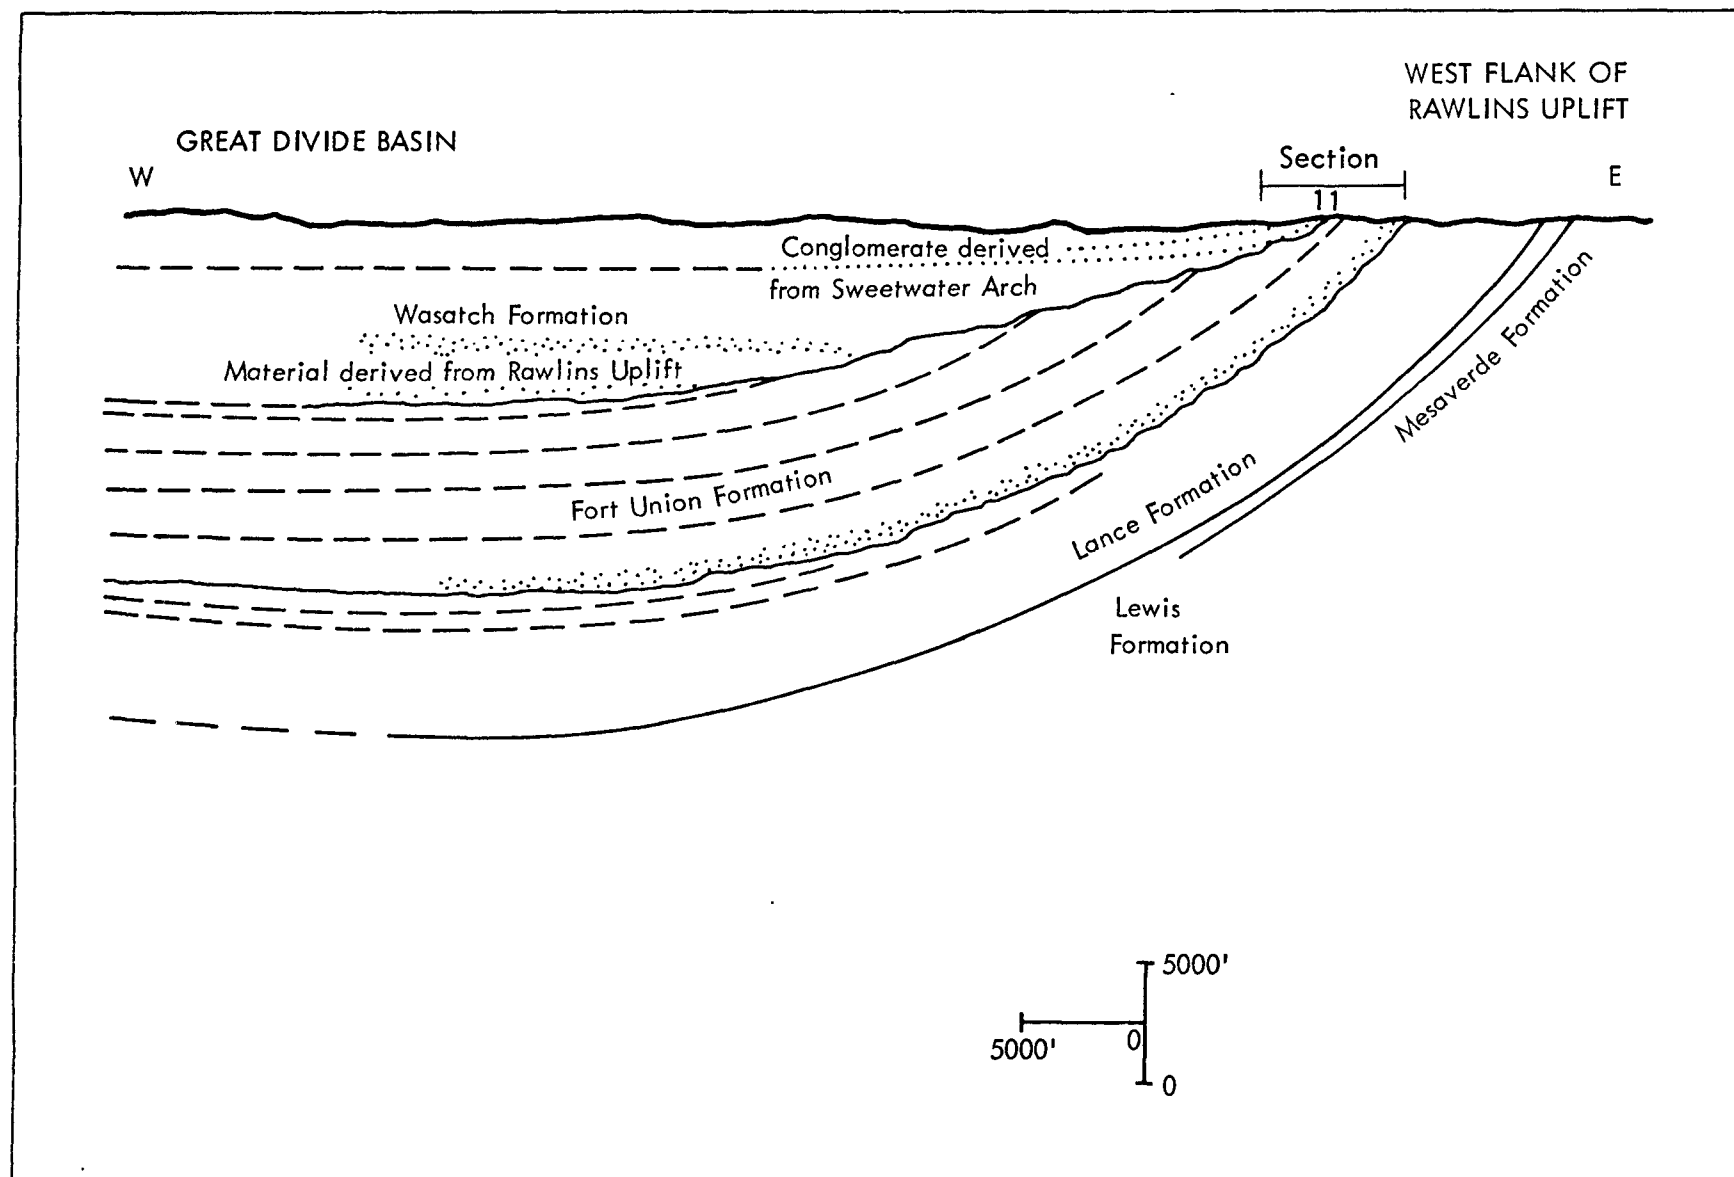 WEST FLANK OF
RAWLINS UPLIFT
GREAT DIVIDE BASIN
Section
W
E
11
Conglomerate derived
from Sweetwater Arch
Wasatch Formation
Material derived from Rawlins Uplift
Mesaverde Formation
Fort Union Formation
Lance Formation
Lewis
Formation
5000'
5000'
0
0